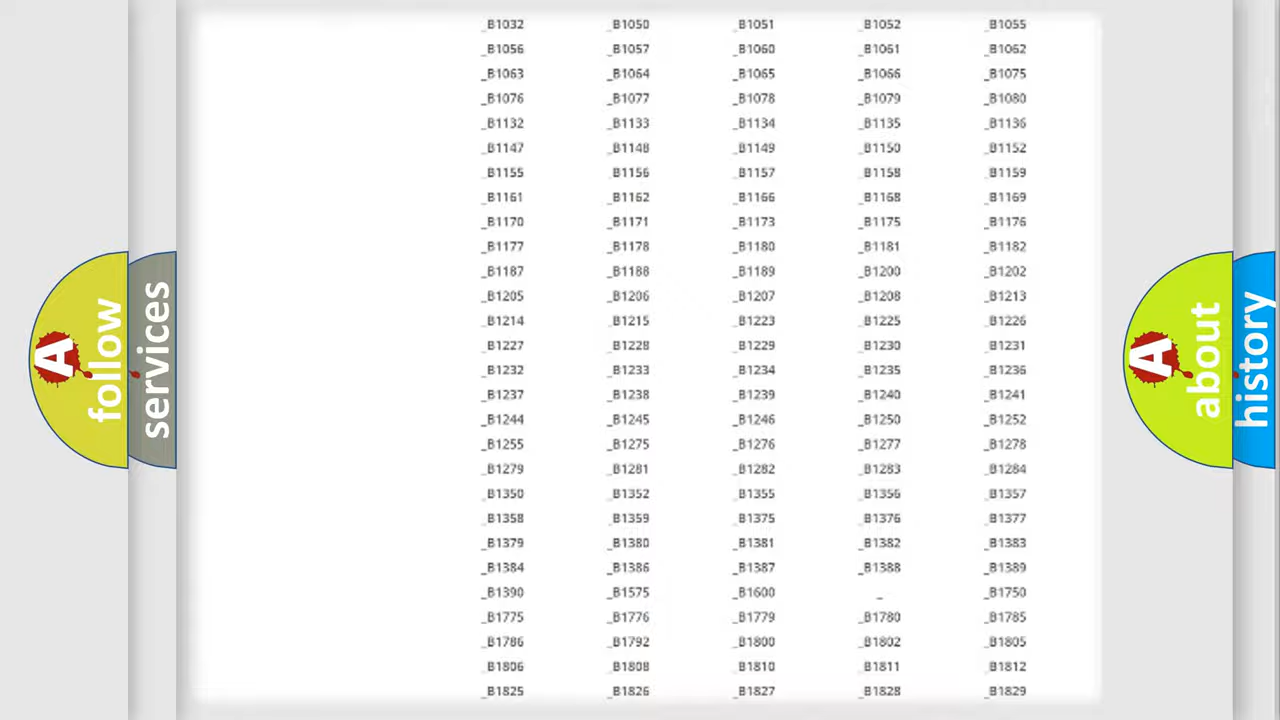 _B1032 _B1050 _B1051 _B1052 _B1055
_B1056 _B1057 _B1060 _B1061 _B1062
_B1063 _B1064 _B1065 _B1066 _B1075
_B1076 _B1077 _B1078 _B1079 _B1080
_B1132 _B1133 _B1134 _B1135 _B1136
_B1147 _B1148 _B1149 _B1150 _B1152
_B1155 _B1156 _B1157 _B1158 _B1159
_B1161 _B1162 _B1166 _B1168 _B1169
_B1170 _B1171 _B1173 _B1175 _B1176
_B1177 _B1178 _B1180 _B1181 _B1182
_B1187 _B1188 _B1189 _B1200 _B1202
_B1205 _B1206 _B1207 _B1208 _B1213
_B1214 _B1215 _B1223 _B1225 _B1226
_B1227 _B1228 _B1229 _B1230 _B1231
_B1232 _B1233 _B1234 _B1235 _B1236
_B1237 _B1238 _B1239 _B1240 _B1241
_B1244 _B1245 _B1246 _B1250 _B1252
_B1255 _B1275 _B1276 _B1277 _B1278
_B1279 _B1281 _B1282 _B1283 _B1284
_B1350 _B1352 _B1355 _B1356 _B1357
_B1358 _B1359 _B1375 _B1376 _B1377
_B1379 _B1380 _B1381 _B1382 _B1383
_B1384 _B1386 _B1387 _B1388 _B1389
_B1390 _B1575 _B1600 _ _B1750
_B1775 _B1776 _B1779 _B1780 _B1785
_B1786 _B1792 _B1800 _B1802 _B1805
_B1806 _B1808 _B1810 _B1811 _B1812
_B1825 _B1826 _B1827 _B1828 _B1829
A
follow
services
A
about
history